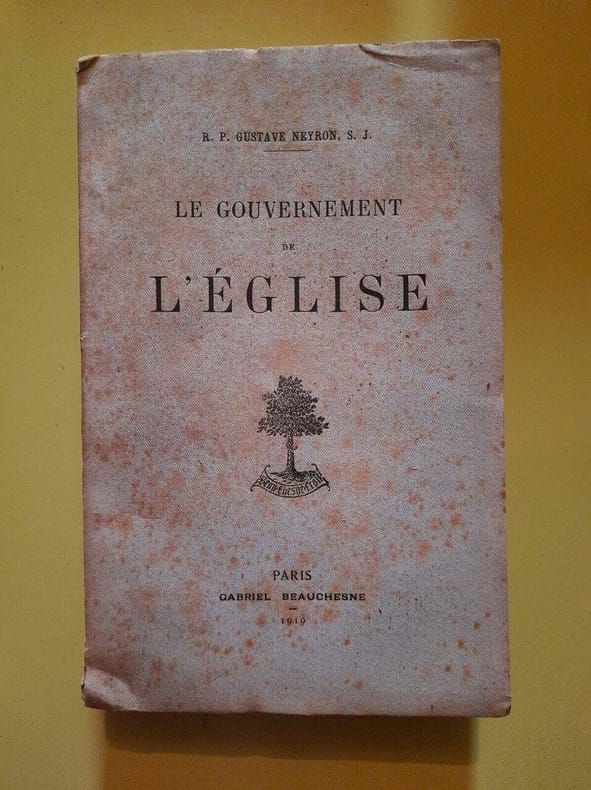 R. P. GUSTAVE NEYRON, S. J.
LE GOUVERNEMENT
DE
L'ÉGLISE
PARIS
GABRIEL BEAUCHESNE
1919